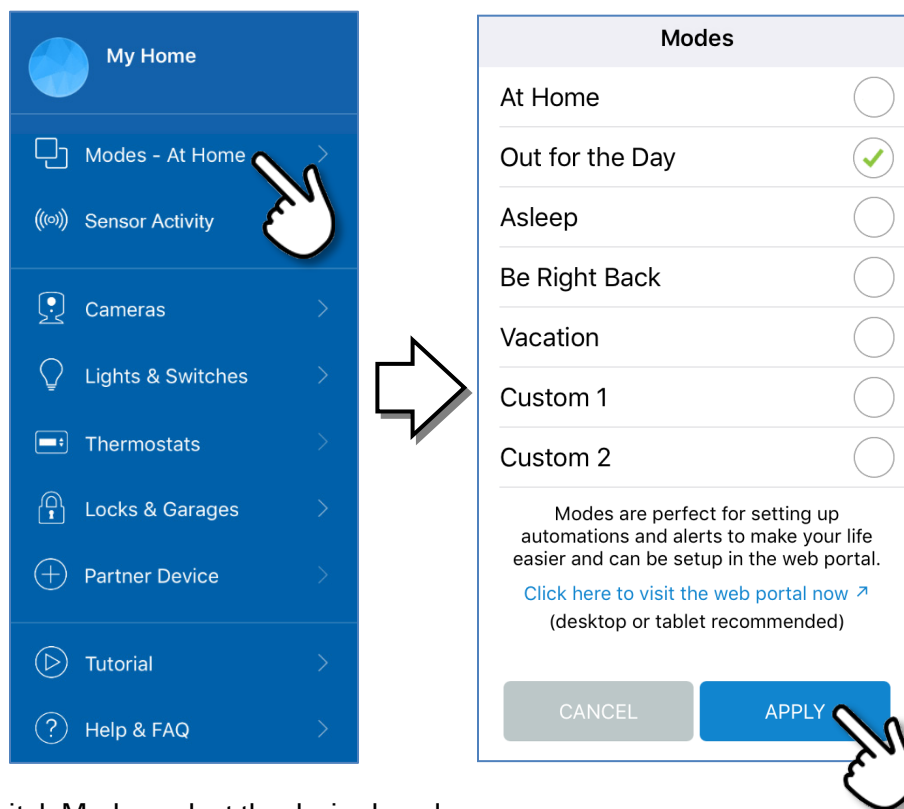 My Home
Modes - At Home
Sensor Activity
Cameras
Lights & Switches
Thermostats
Locks & Garages
Partner Device
Tutorial
Help & FAQ
Modes
At Home
Out for the Day
Asleep
Be Right Back
Vacation
Custom 1
Custom 2
Modes are perfect for setting up
automations and alerts to make your life
easier and can be setup in the web portal.
Click here to visit the web portal now ↗
(desktop or tablet recommended)
CANCEL
APPLY